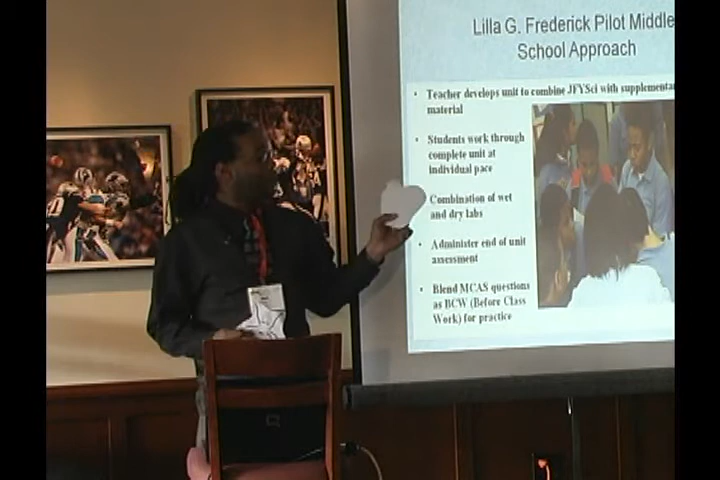 Lilla G. Frederick Pilot Middle
School Approach
• Teacher develops unit to combine JFYSci with supplementa
material
• Students work through
complete unit at
individual pace
Combination of wet
and dry labs
• Administer end of unit
assessment
• Blend MCAS questions
as BCW (Before Class
Work) for practice